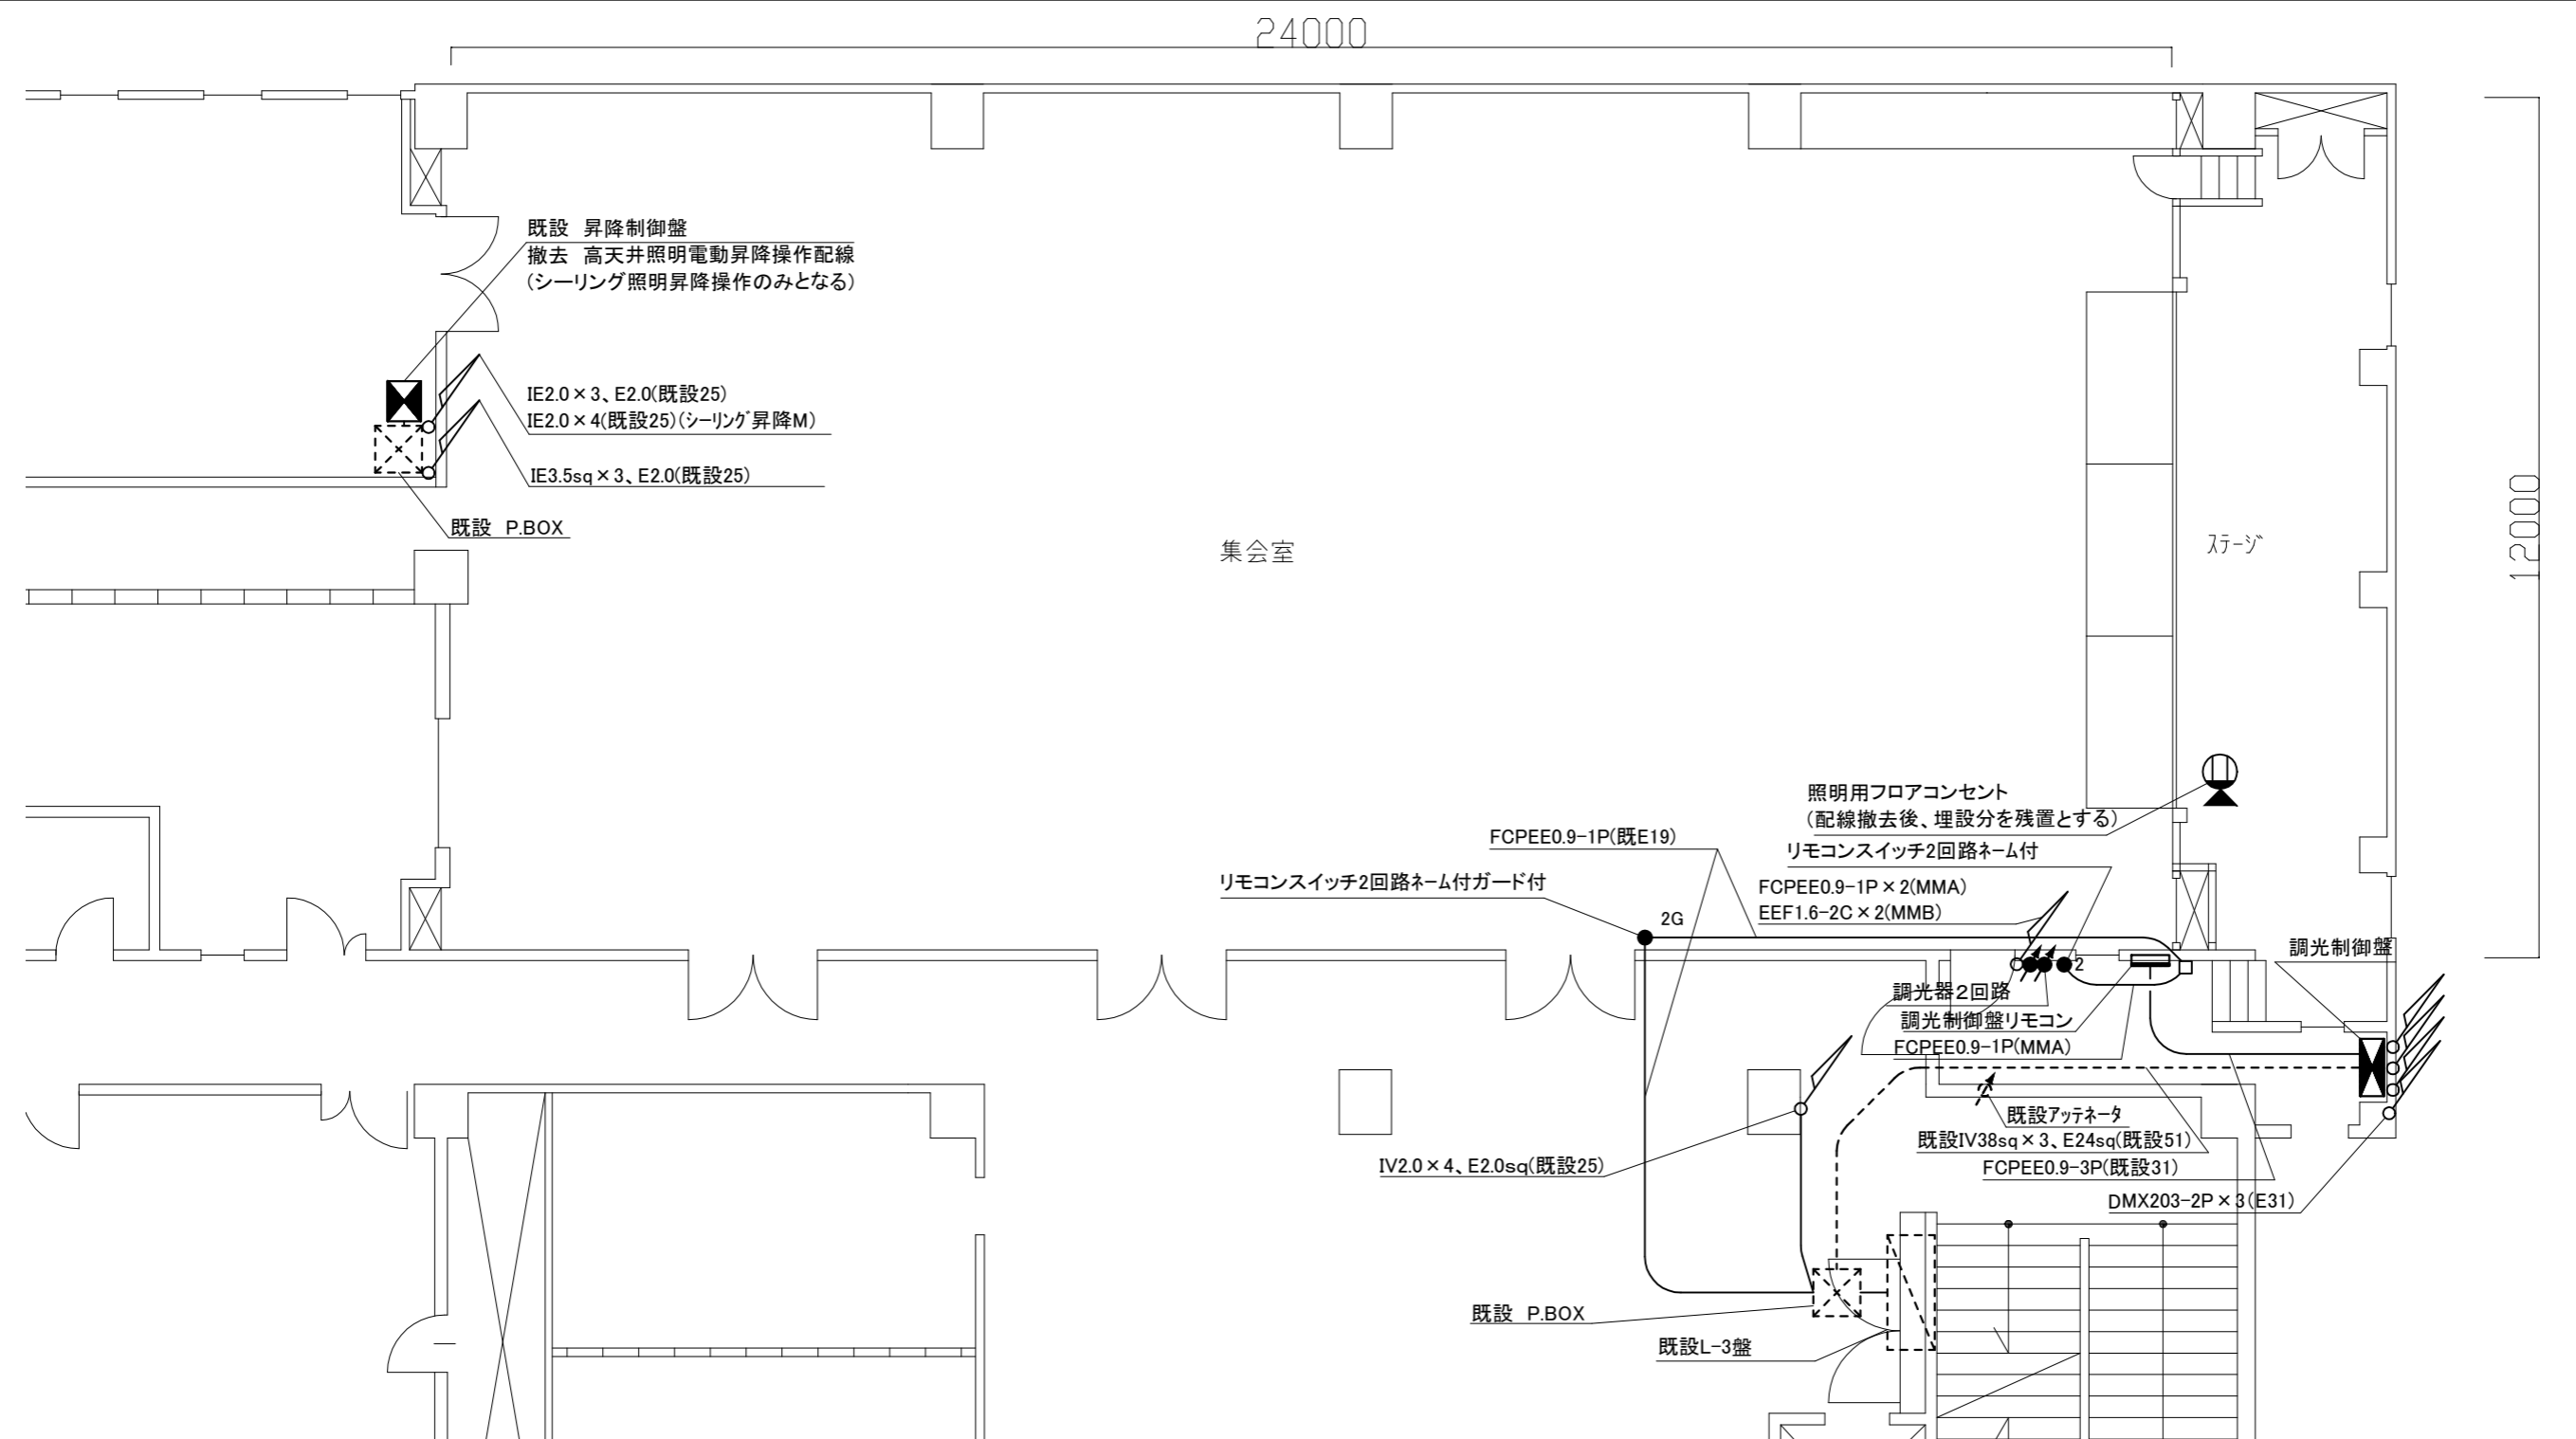 24000
既設　昇降制御盤
撤去　高天井照明電動昇降操作配線
(シーリング照明昇降操作のみとなる)
IE2.0×3、E2.0(既設25)
IE2.0×4(既設25)(ｼｰﾘﾝｸﾞ昇降M)
IE3.5sq×3、E2.0(既設25)
既設　P.BOX
集会室
ｽﾃｰｼﾞ
12000
照明用フロアコンセント
(配線撤去後、埋設分を残置とする)
FCPEE0.9-1P(既E19)
リモコンスイッチ2回路ﾈｰﾑ付
リモコンスイッチ2回路ﾈｰﾑ付ガード付
FCPEE0.9-1P×2(MMA)
EEF1.6-2C×2(MMB)
2G
2
調光制御盤
調光器２回路
調光制御盤リモコン
FCPEE0.9-1P(MMA)
既設ｱｯﾃﾈｰﾀ
既設IV38sq×3、E24sq(既設51)
IV2.0×4、E2.0sq(既設25)
FCPEE0.9-3P(既設31)
DMX203-2P×3(E31)
既設　P.BOX
既設L-3盤